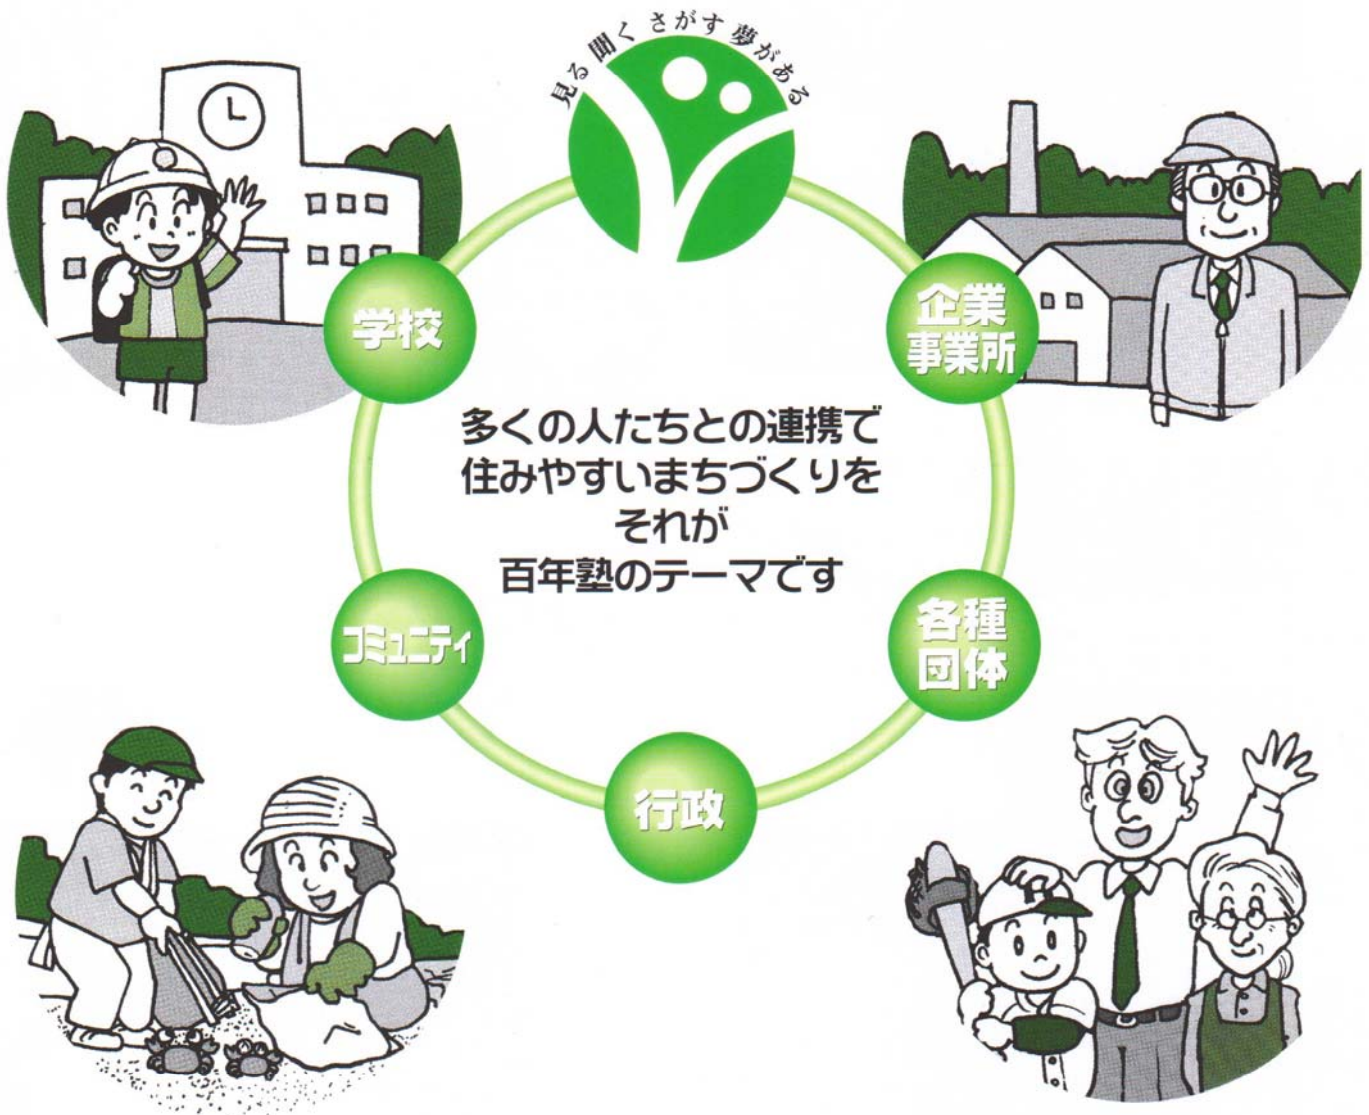 見る 聞く さがす 夢がある
学校
企業
事業所
多くの人たちとの連携で
住みやすいまちづくりを
それが
百年塾のテーマです
コミュニティ
各種
団体
行政